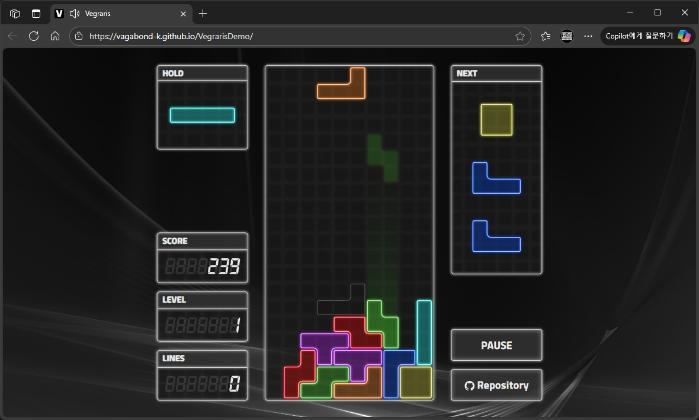 Vegraris
https://vagabond-k.github.io/VegrarisDemo/
Copilot에게 질문하기
HOLD
NEXT
SCORE
239
LEVEL
1
LINES
0
PAUSE
Repository